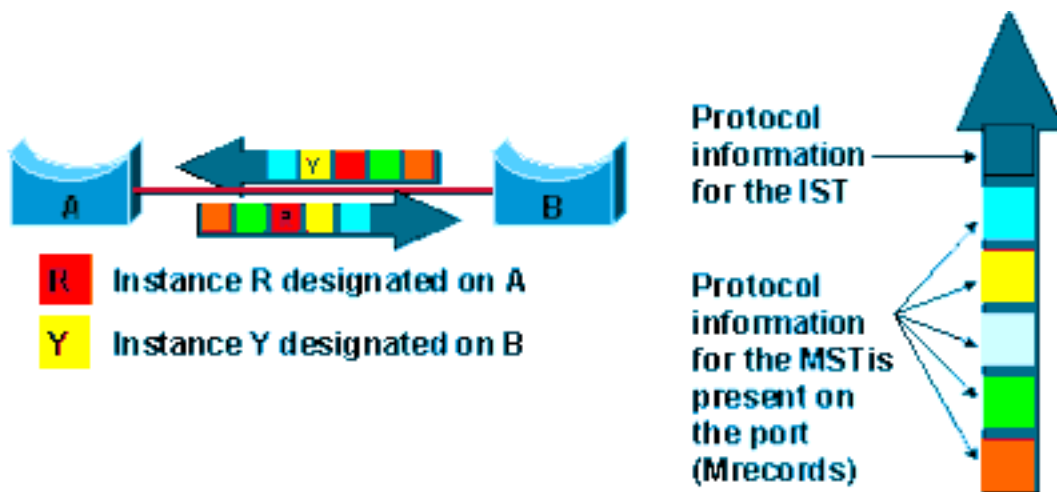 Y
A
B
R
R Instance R designated on A
Y Instance Y designated on B
Protocol
information
for the IST
Protocol
information
for the MSTis
present on
the port
(Mrecords)